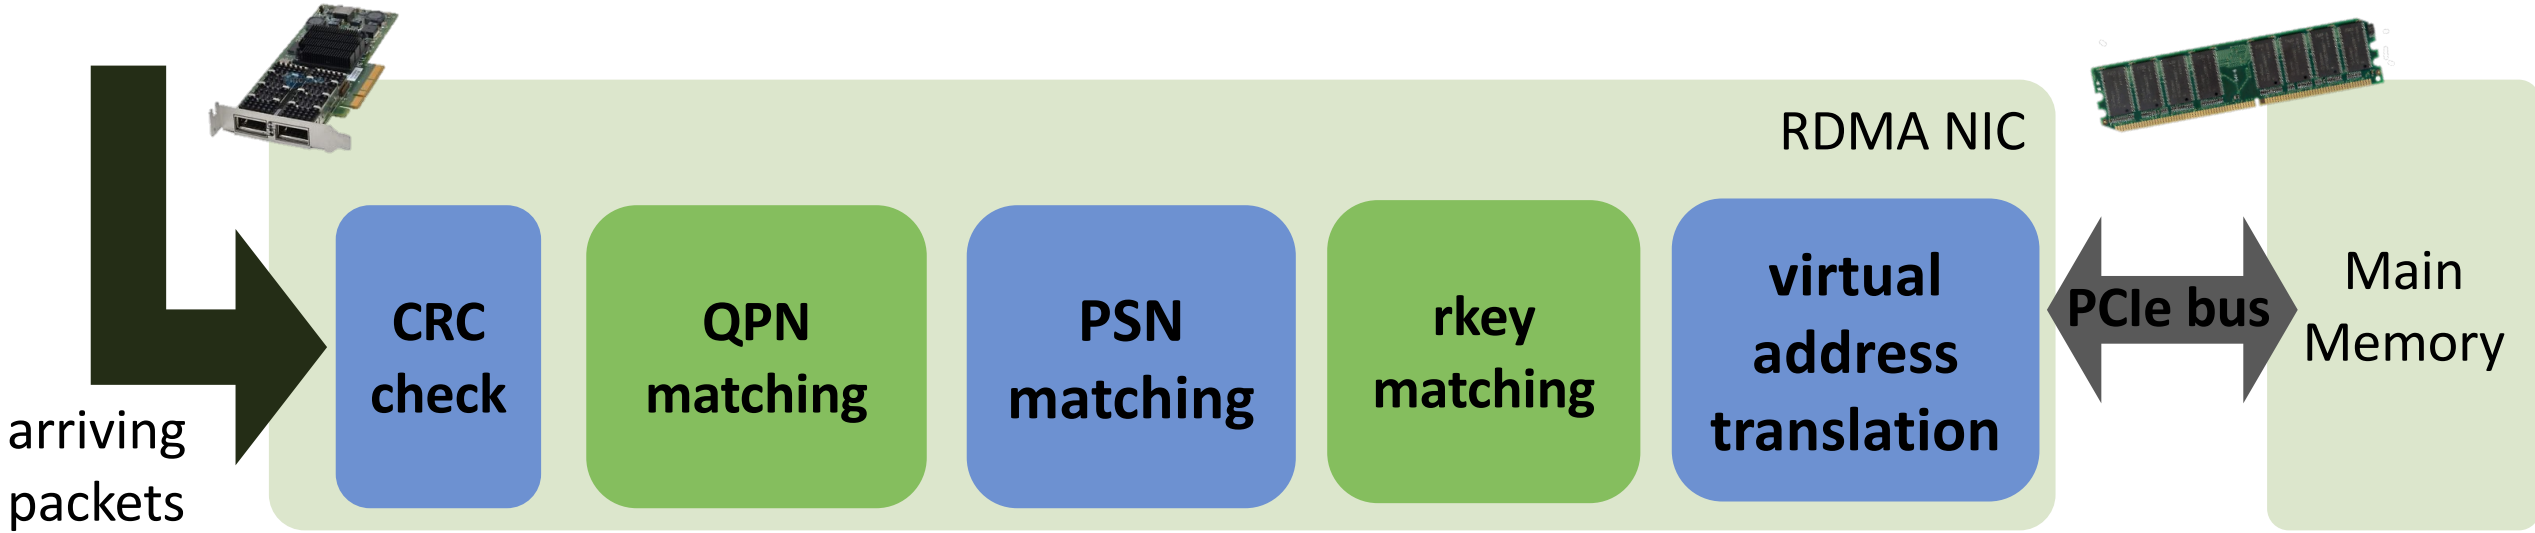 RDMA NIC
arriving
packets
CRC
check
QPN
matching
PSN
matching
rkey
matching
virtual
address
translation
PCIe bus
Main
Memory